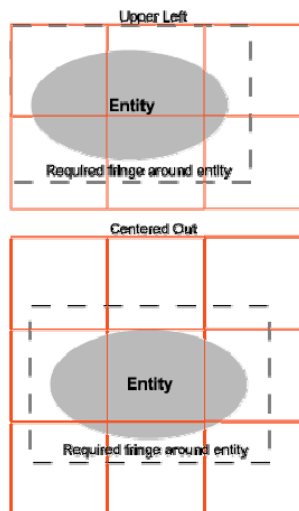 Upper Left
Entity
Required fringe around entity
Centered Out
Entity
Required fringe around entity